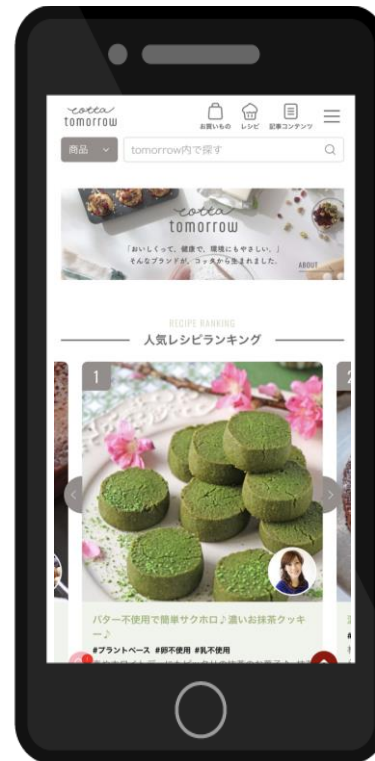 cotta
tomorrow
お買いもの レシピ 記事コンテンツ
商品 tomorrow内で探す
cotta
tomorrow
「おいしくって、健康で、環境にもやさしい。」
そんなブランドが、コッタから生まれました。
ABOUT
RECIPE RANKING
人気レシピランキング
1
バター不使用で簡単サクホロ♪濃いお抹茶クッキ
ー♪
#プラントベース #卵不使用 #乳不使用